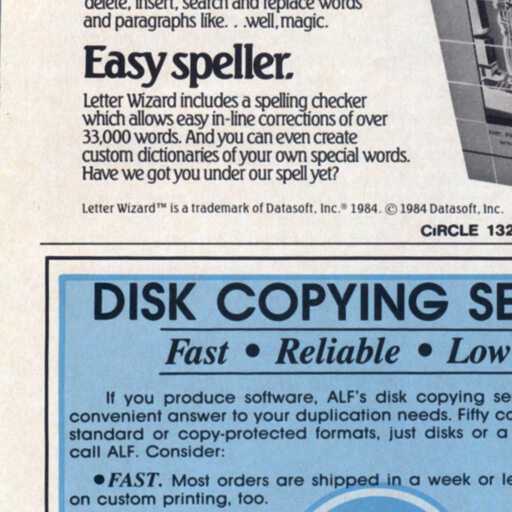 delete, insert, search and replace words
and paragraphs like. . .well, magic.
Easy speller.
Letter Wizard includes a spelling checker
which allows easy in-line corrections of over
33,000 words. And you can even create
custom dictionaries of your own special words.
Have we got you under our spell yet?
Letter Wizard™ is a trademark of Datasoft, Inc.® 1984. © 1984 Datasoft, Inc.
CIRCLE 132
DISK COPYING SE
Fast • Reliable • Low
If you produce software, ALF's disk copying se
convenient answer to your duplication needs. Fifty co
standard or copy-protected formats, just disks or a
call ALF. Consider:
•FAST. Most orders are shipped in a week or le
on custom printing, too.